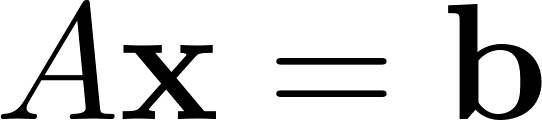 Ax = b